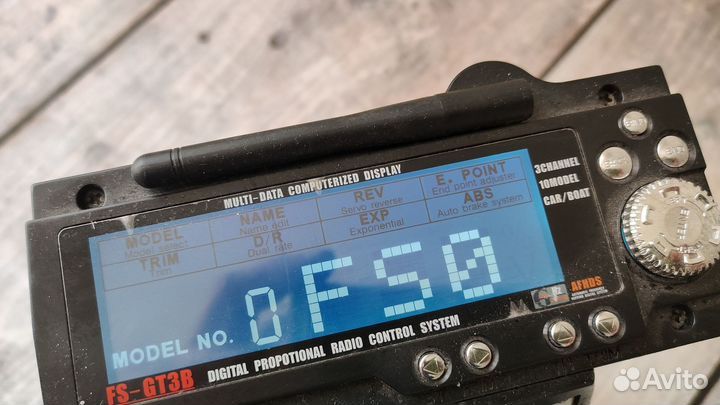 MULTI-DATA COMPUTERIZED DISPLAY
MODEL NAME REV E. POINT
Model select Name edit Servo reverse End point adjuster
TRIM D/R EXP ABS
Trim Dual rate Exponential Auto brake system
3CHANNEL
10MODEL
CAR/BOAT
MODEL NO. 0FS0
AFHDS
FS-GT3B DIGITAL PROPOTIONAL RADIO CONTROL SYSTEM
Avito